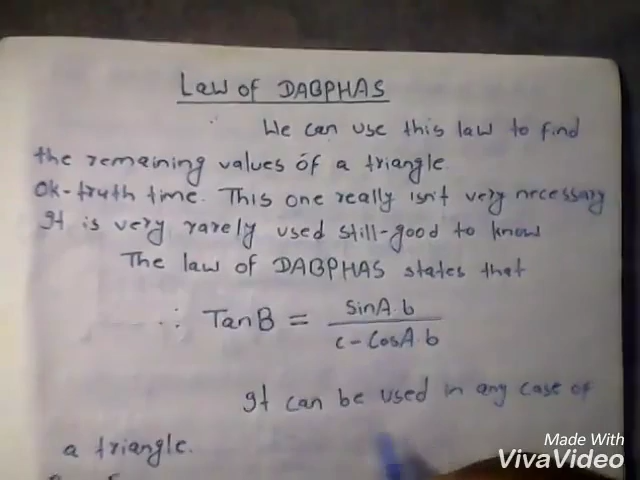 Law of DABPHAS
We can use this law to find
the remaining values of a triangle.
Ok-truth time. This one really isn't very necessary
It is very rarely used still-good to know
The law of DABPHAS states that
∴ TanB = sinA·b / c-CosA·b
It can be used in any case of
a triangle.
Made With
VivaVideo